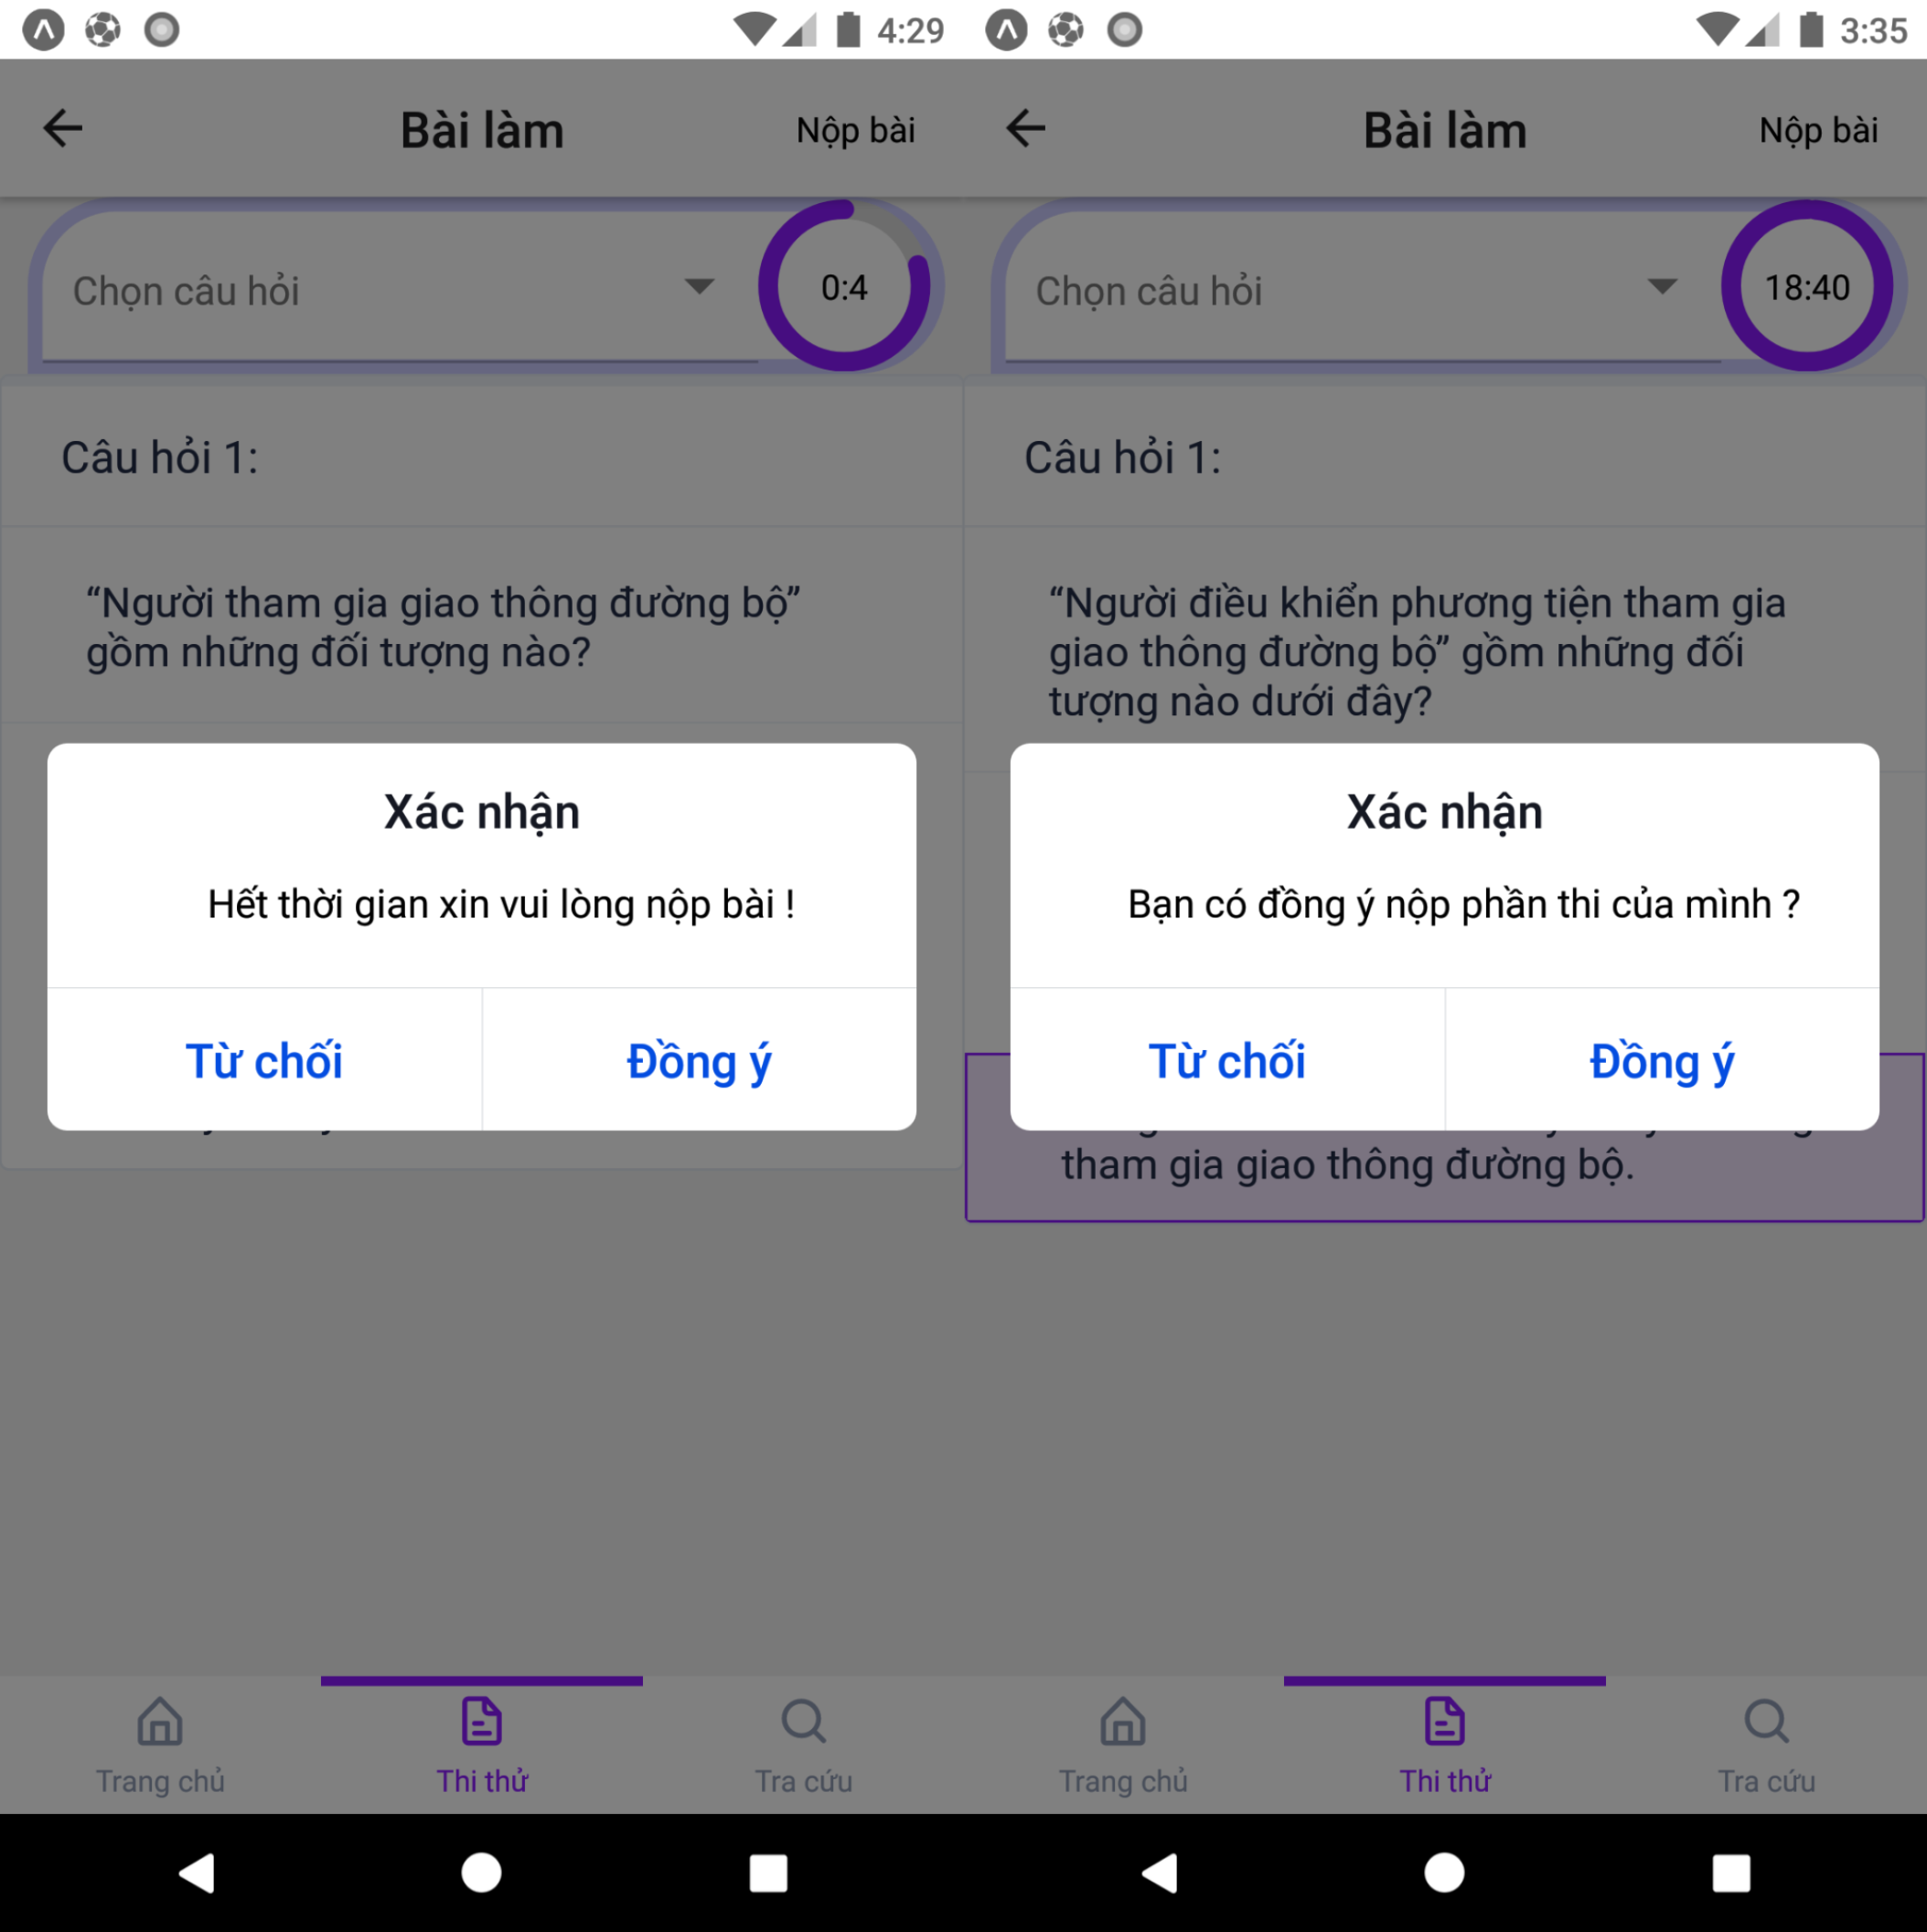 4:29
Bài làm
Nộp bài
Chọn câu hỏi
0:4
Câu hỏi 1:
“Người tham gia giao thông đường bộ”
gồm những đối tượng nào?
Xác nhận
Hết thời gian xin vui lòng nộp bài !
Từ chối
Đồng ý
Trang chủ
Thi thử
Tra cứu
3:35
Bài làm
Nộp bài
Chọn câu hỏi
18:40
Câu hỏi 1:
“Người điều khiển phương tiện tham gia
giao thông đường bộ” gồm những đối
tượng nào dưới đây?
Xác nhận
Bạn có đồng ý nộp phần thi của mình ?
Từ chối
Đồng ý
tham gia giao thông đường bộ.
Trang chủ
Thi thử
Tra cứu